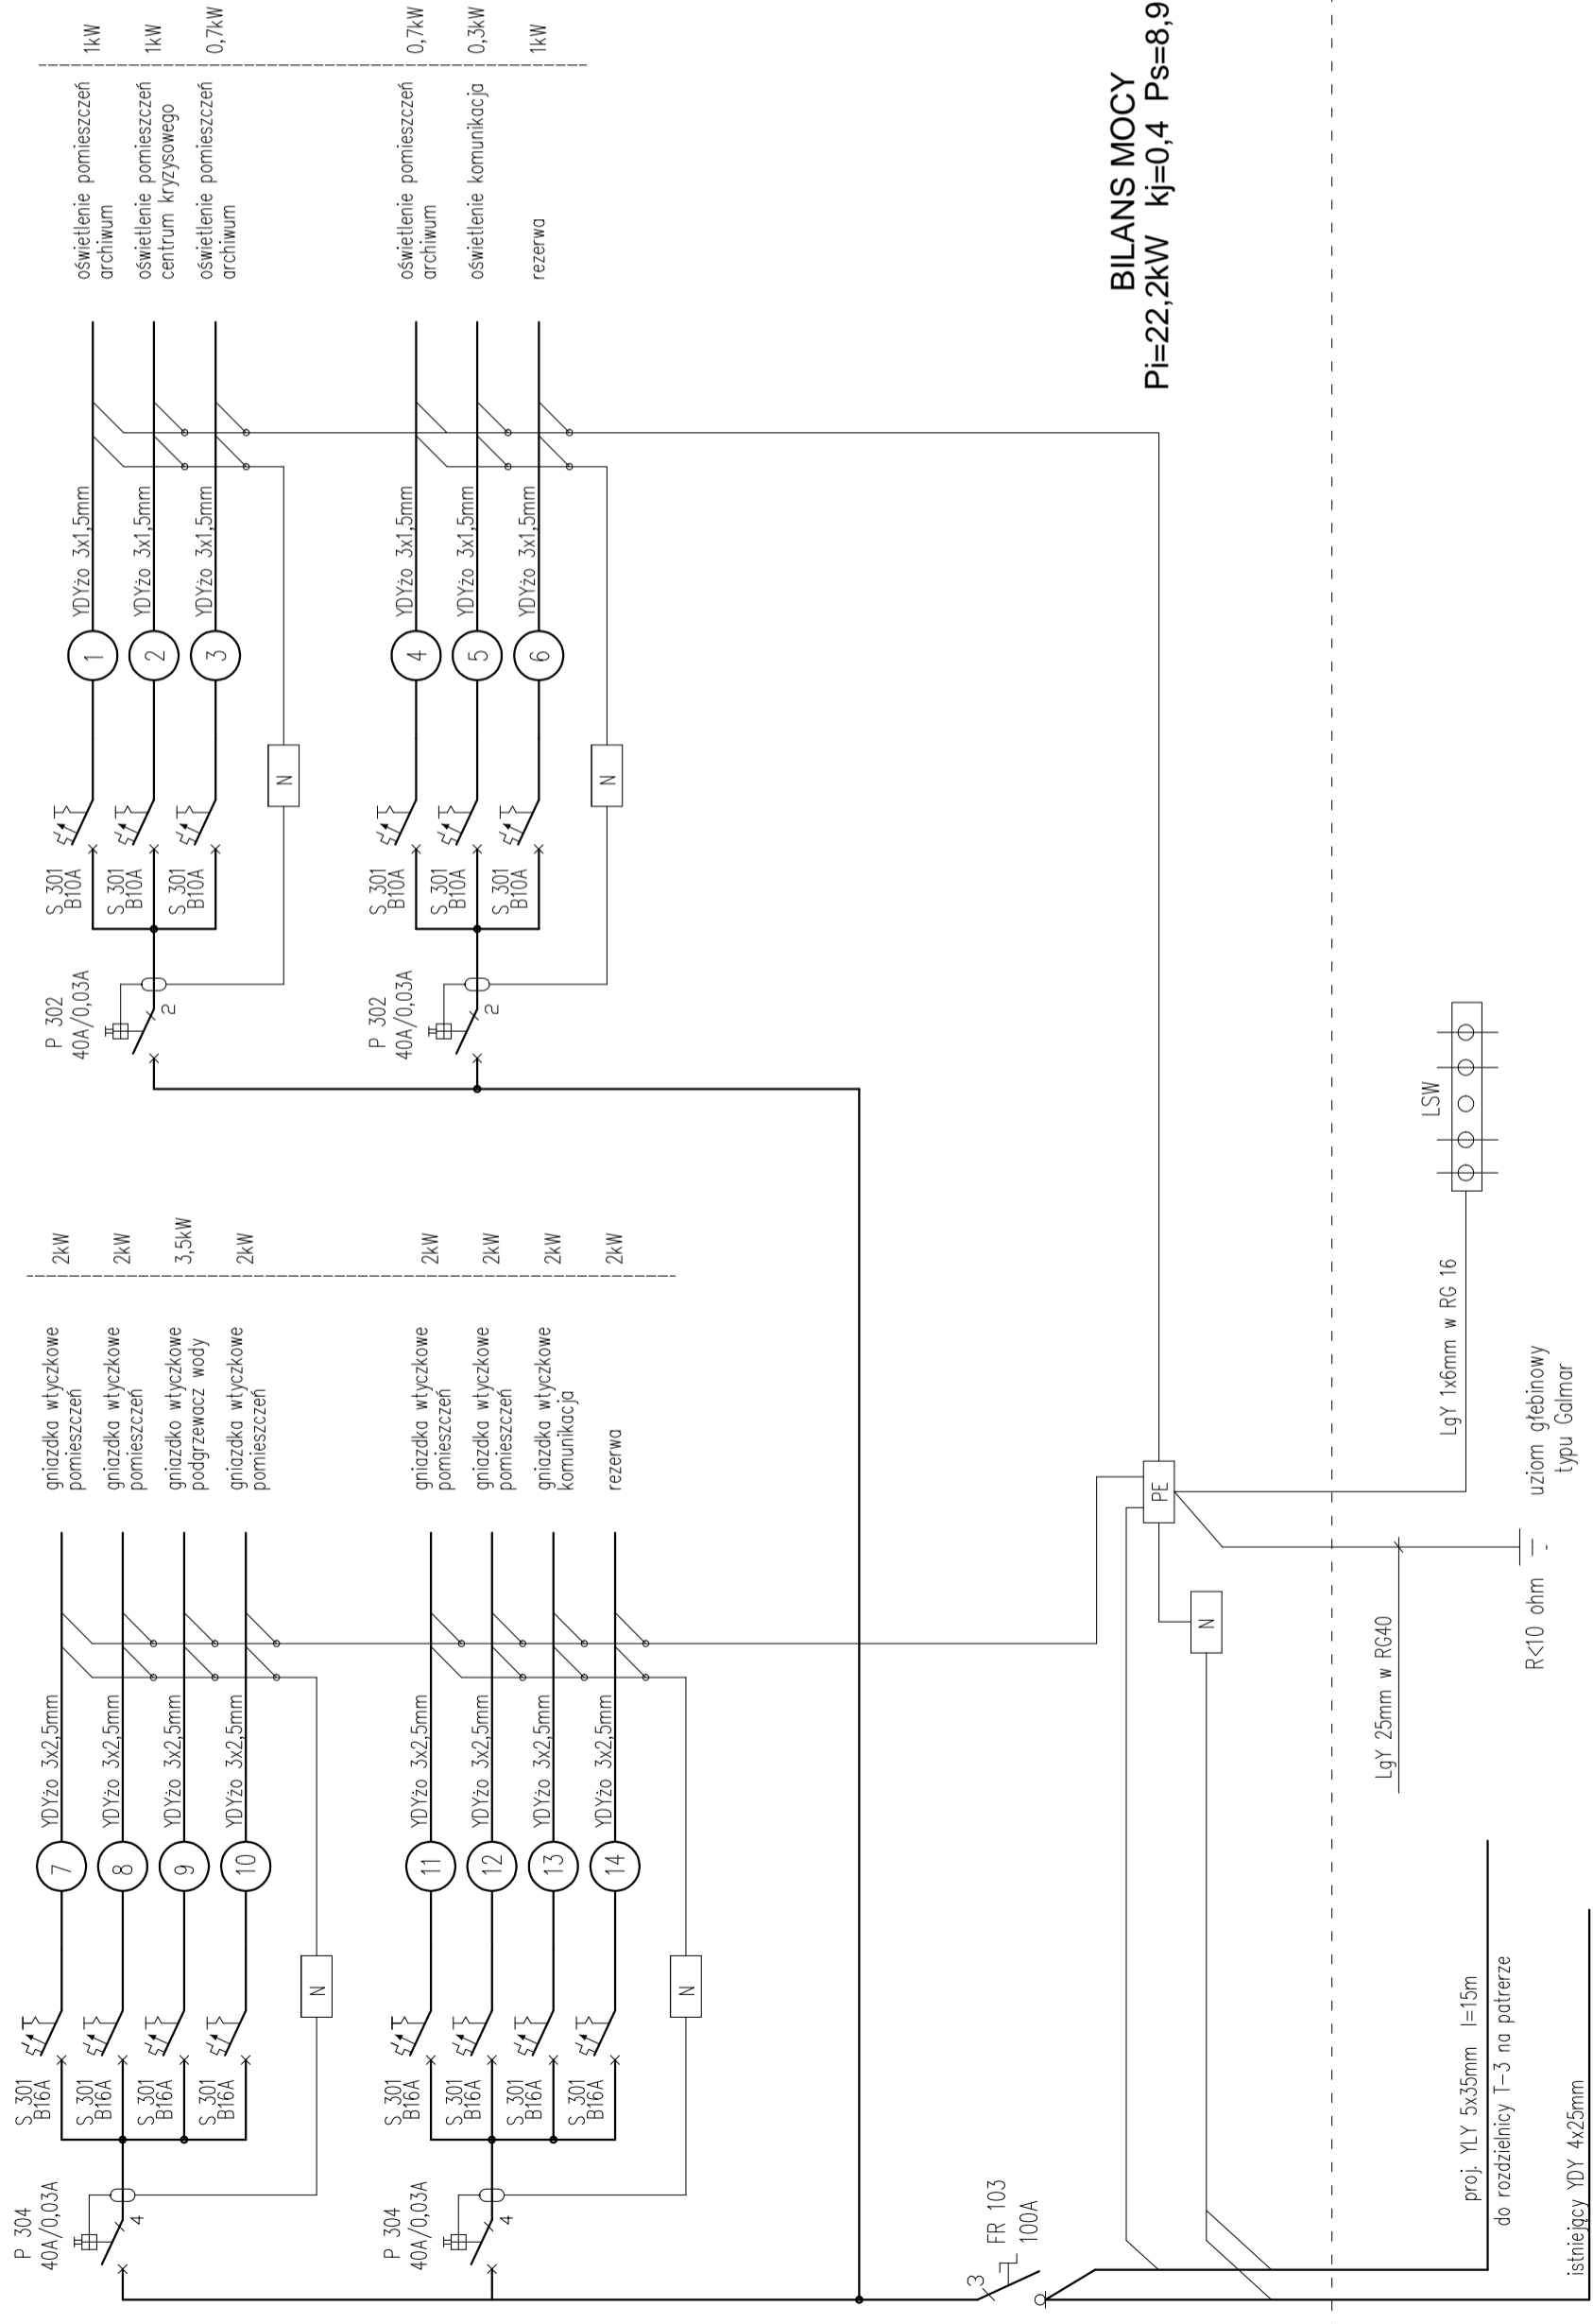 P 304
40A/0,03A
4
S 301
B16A
S 301
B16A
S 301
B16A
S 301
B16A
7
8
9
10
YDYżo 3x2,5mm
YDYżo 3x2,5mm
YDYżo 3x2,5mm
YDYżo 3x2,5mm
N
gniazdka wtyczkowe
pomieszczeń
2kW
gniazdka wtyczkowe
pomieszczeń
2kW
gniazdko wtyczkowe
podgrzewacz wody
3,5kW
gniazdka wtyczkowe
pomieszczeń
2kW
P 302
40A/0,03A
2
S 301
B10A
S 301
B10A
S 301
B10A
1
2
3
YDYżo 3x1,5mm
YDYżo 3x1,5mm
YDYżo 3x1,5mm
N
oświetlenie pomieszczeń
archiwum
1kW
oświetlenie pomieszczeń
centrum kryzysowego
1kW
oświetlenie pomieszczeń
archiwum
0,7kW
P 304
40A/0,03A
4
S 301
B16A
S 301
B16A
S 301
B16A
S 301
B16A
11
12
13
14
YDYżo 3x2,5mm
YDYżo 3x2,5mm
YDYżo 3x2,5mm
YDYżo 3x2,5mm
N
gniazdka wtyczkowe
pomieszczeń
2kW
gniazdka wtyczkowe
pomieszczeń
2kW
gniazdka wtyczkowe
komunikacja
2kW
rezerwa
2kW
P 302
40A/0,03A
2
S 301
B10A
S 301
B10A
S 301
B10A
4
5
6
YDYżo 3x1,5mm
YDYżo 3x1,5mm
YDYżo 3x1,5mm
N
oświetlenie pomieszczeń
archiwum
0,7kW
oświetlenie komunikacja
0,3kW
rezerwa
1kW
3
FR 103
100A
PE
N
BILANS MOCY
Pi=22,2kW kj=0,4 Ps=8,9
LgY 25mm w RG40
LgY 1x6mm w RG 16
LSW
R<10 ohm
uziom głebinowy
typu Galmar
proj. YLY 5x35mm l=15m
do rozdzielnicy T-3 na patrerze
istniejący YDY 4x25mm